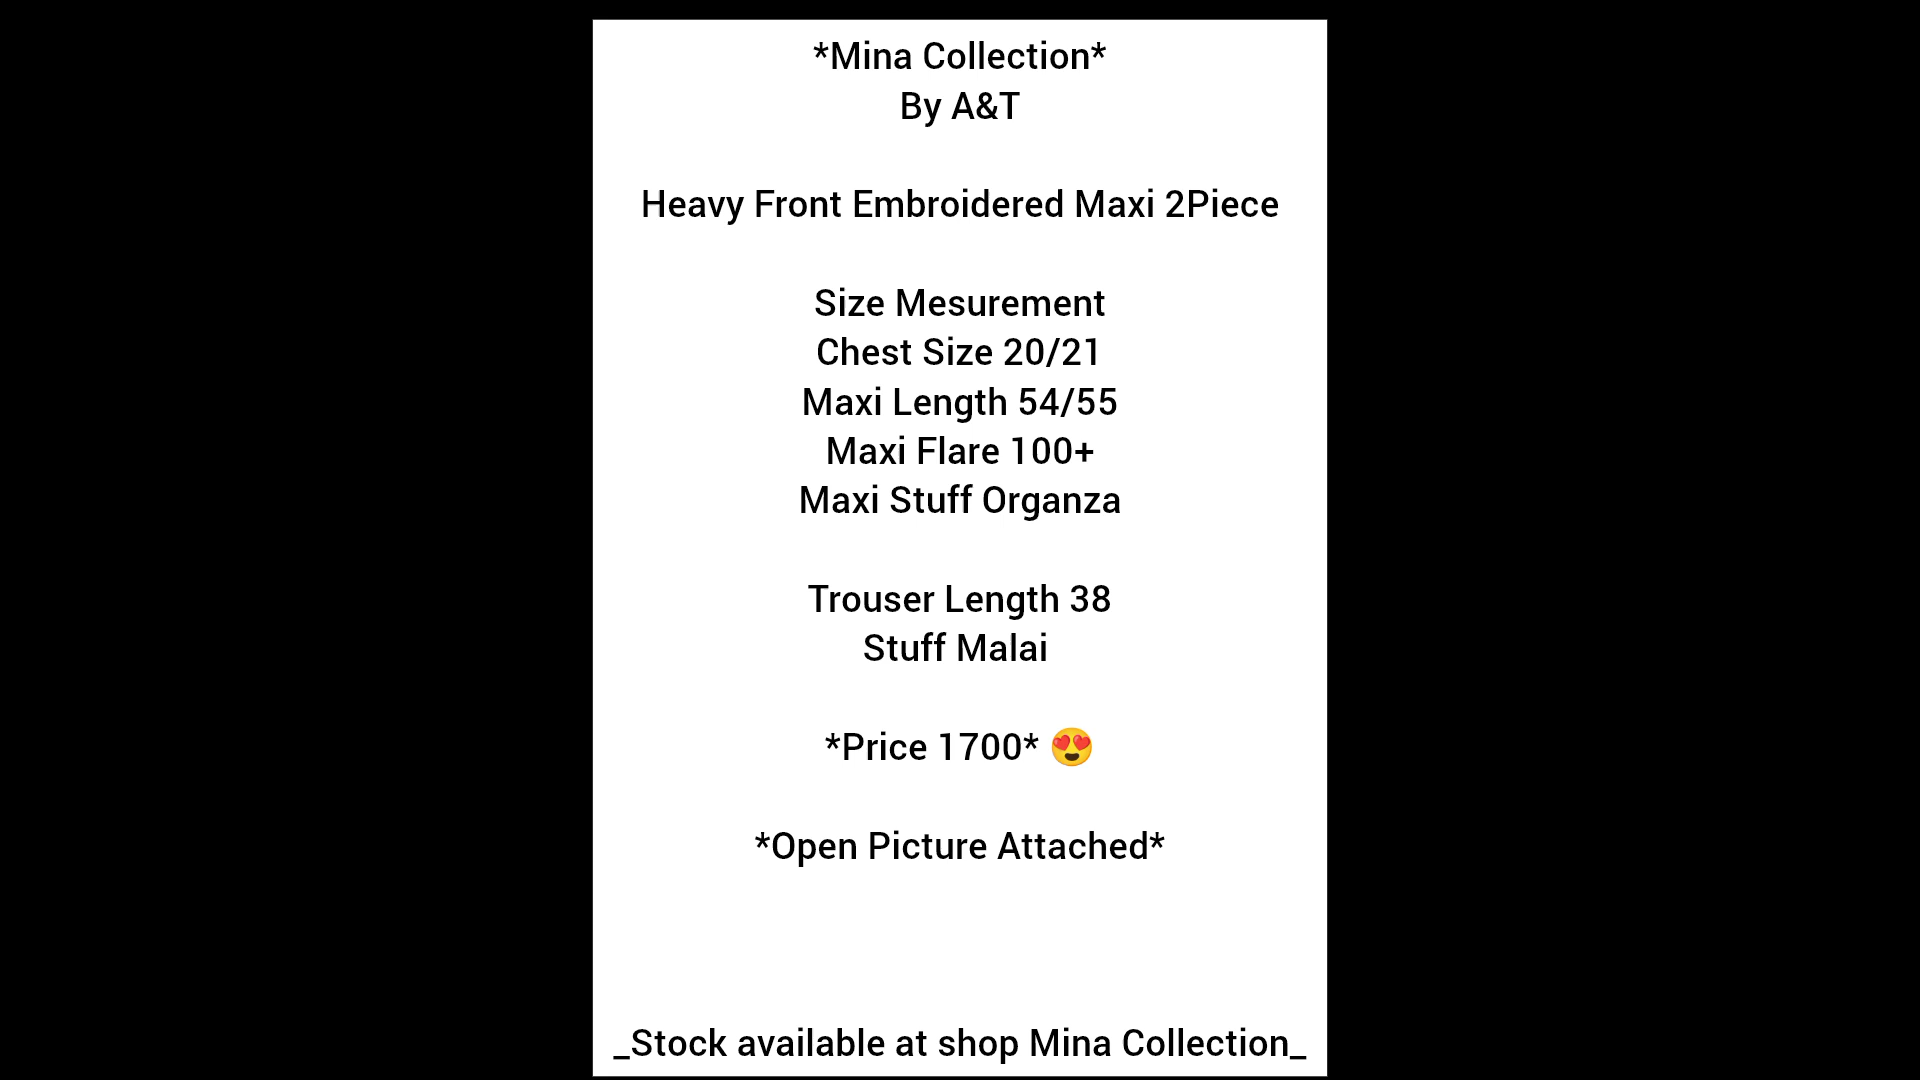 *Mina Collection*
By A&T
Heavy Front Embroidered Maxi 2Piece
Size Mesurement
Chest Size 20/21
Maxi Length 54/55
Maxi Flare 100+
Maxi Stuff Organza
Trouser Length 38
Stuff Malai
*Price 1700* 😍
*Open Picture Attached*
_Stock available at shop Mina Collection_